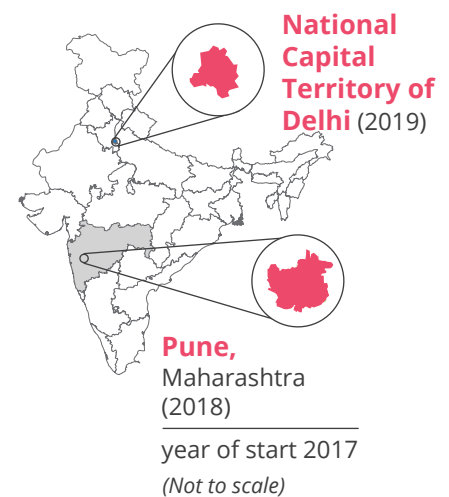 National
Capital
Territory of
Delhi (2019)
Pune,
Maharashtra
(2018)
year of start 2017
(Not to scale)